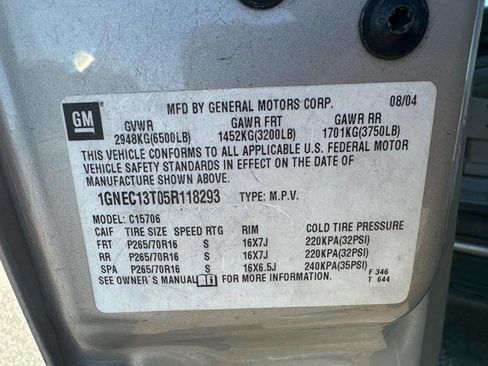 GM
MFD BY GENERAL MOTORS CORP. 08/04
GVWR GAWR FRT GAWR RR
2948KG(6500LB) 1452KG(3200LB) 1701KG(3750LB)
THIS VEHICLE CONFORMS TO ALL APPLICABLE U.S. FEDERAL MOTOR
VEHICLE SAFETY STANDARDS IN EFFECT ON THE DATE OF
MANUFACTURE SHOWN ABOVE.
1GNEC13T05R118293 TYPE: M.P.V.
MODEL: C15706
CAIF TIRE SIZE SPEED RTG RIM COLD TIRE PRESSURE
FRT P265/70R16 S 16X7J 220KPA(32PSI)
RR P265/70R16 S 16X7J 220KPA(32PSI)
SPA P265/70R16 S 16X6.5J 240KPA(35PSI)
SEE OWNER'S MANUAL FOR MORE INFORMATION.
F 346
T 644